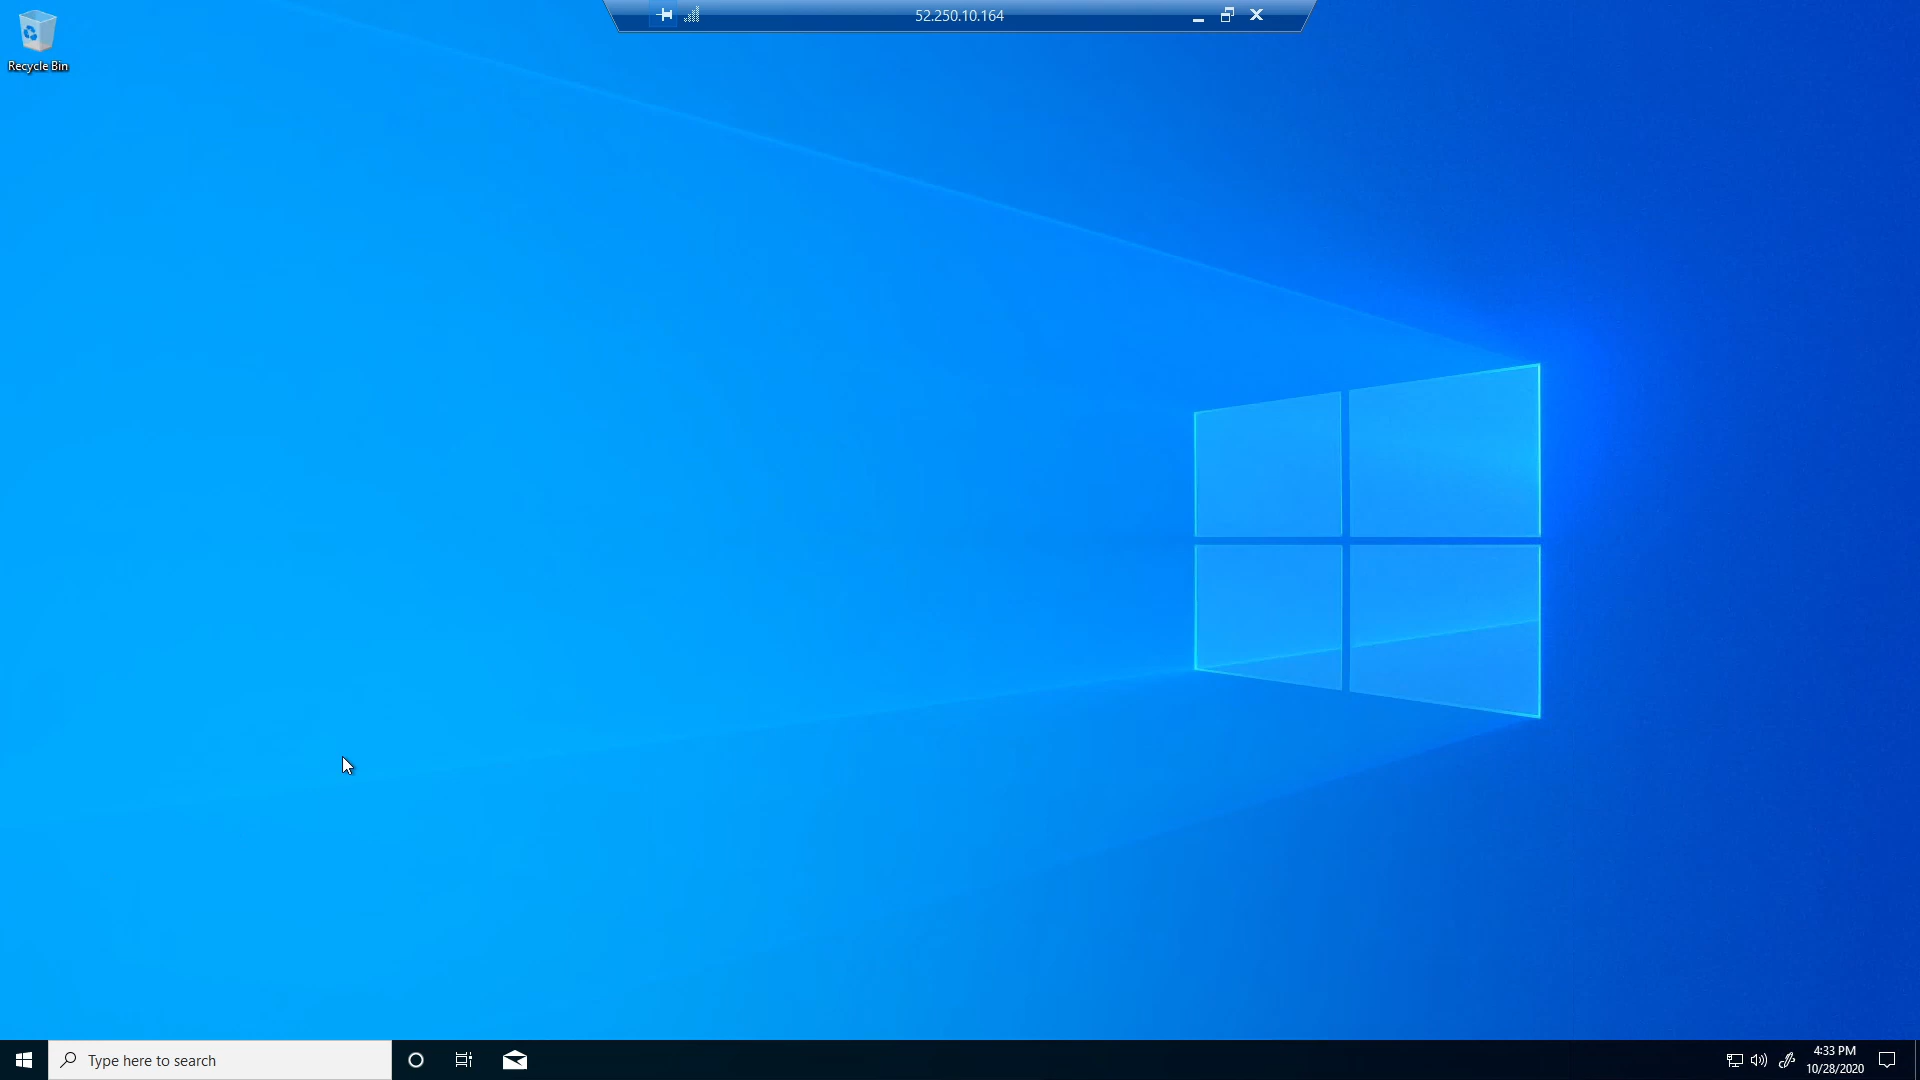 52.250.10.164
Recycle Bin
Type here to search
4:33 PM
10/28/2020